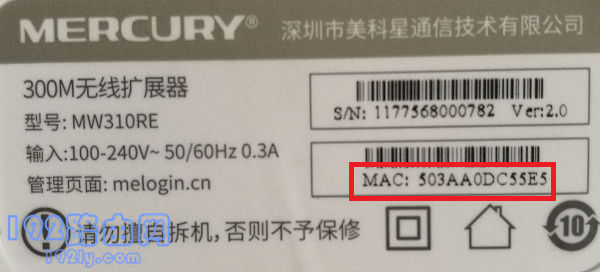 MERCURY® 深圳市美科星通信技术有限公司
300M无线扩展器
型号: MW310RE
输入:100-240V~ 50/60Hz 0.3A
管理页面: melogin.cn
S/N: 1177568000782 Ver:2.0
MAC: 503AA0DC55E5
请勿擅自拆机，否则不予保修
10
192路由网
192ly.com